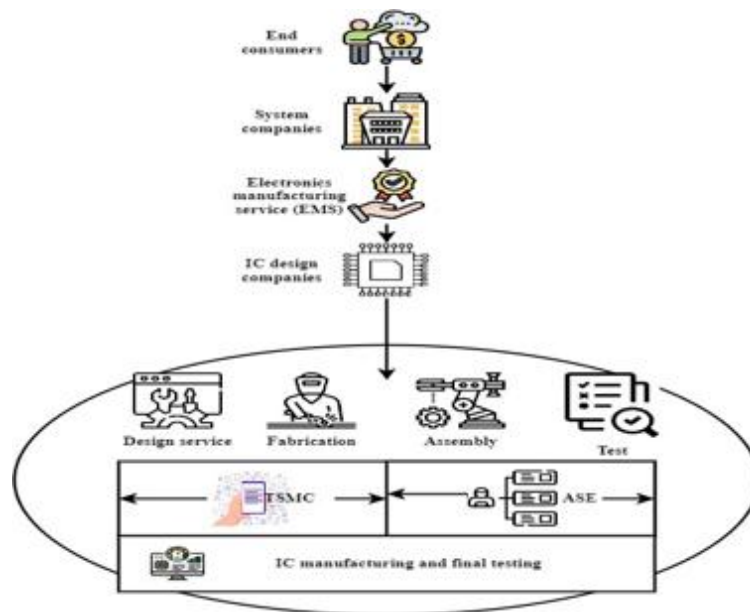 End
consumers
System
companies
Electronics
manufacturing
service (EMS)
IC design
companies
Design service
Fabrication
Assembly
Test
TSMC
ASE
IC manufacturing and final testing